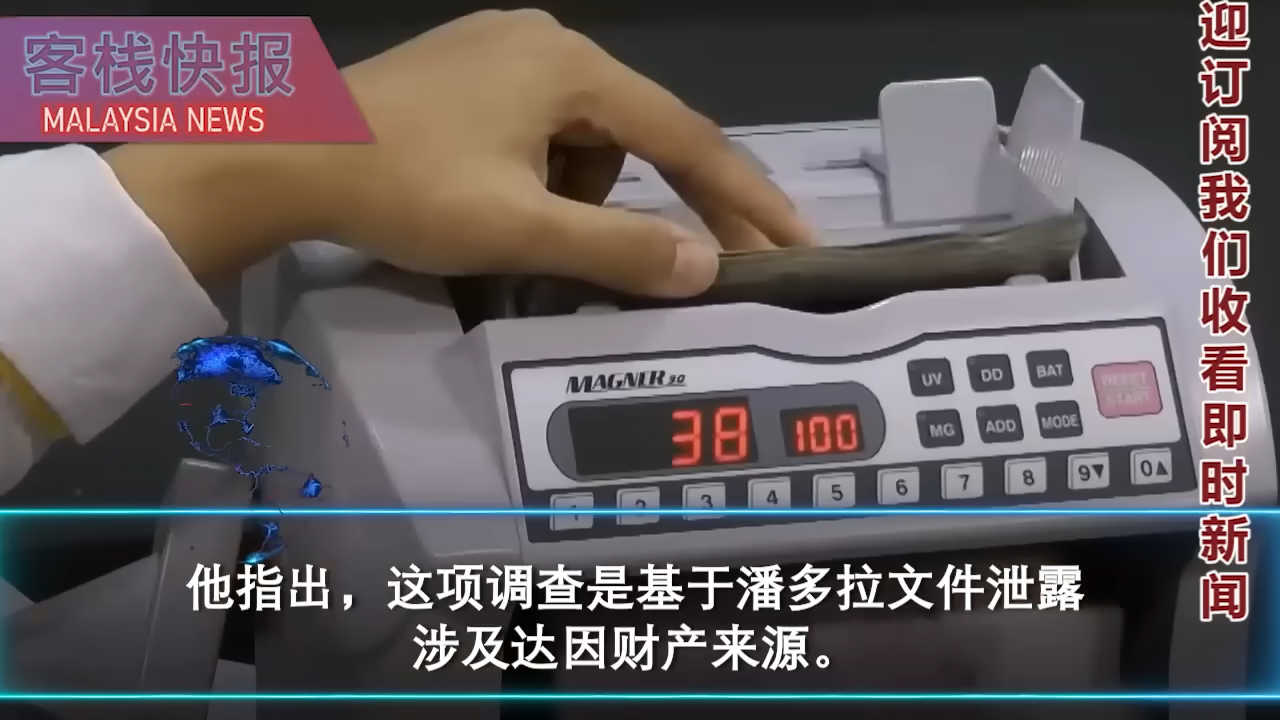 客栈快报
MALAYSIA NEWS
迎订阅我们收看即时新闻
MAGNER 90
38 100
UV DD BAT
RESET
START
MG ADD MODE
1 2 3 4 5 6 7 8 9▼ 0▲
他指出，这项调查是基于潘多拉文件泄露
涉及达因财产来源。